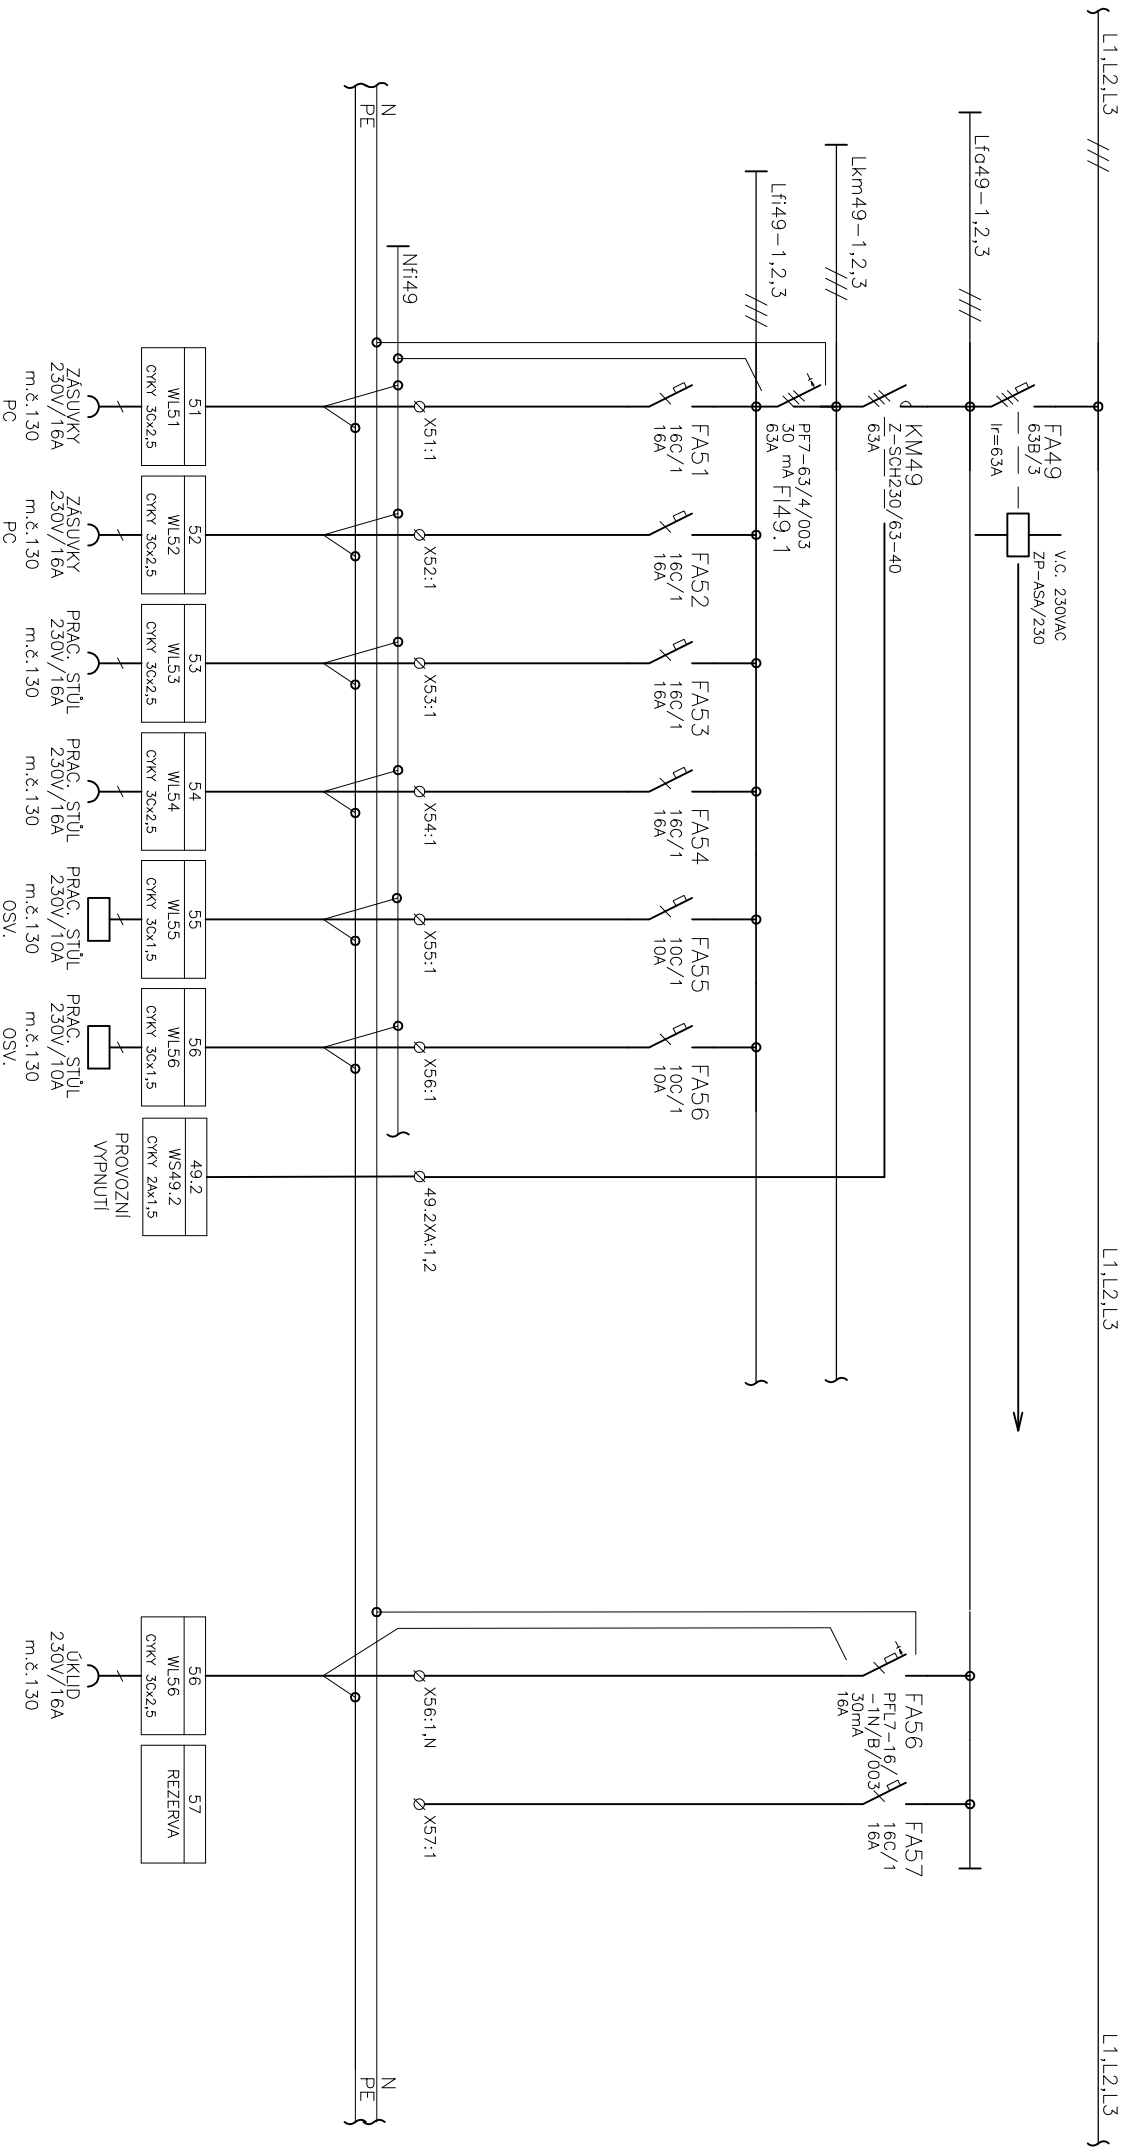 L1,L2,L3
L1,L2,L3
L1,L2,L3
FA49
63B/3
Ir=63A
V.C. 230VAC
ZP-ASA/230
Lfa49-1,2,3
KM49
Z-SCH230/63-40
63A
Lkm49-1,2,3
PF7-63/4/003
30 mA FI49.1
63A
Lfi49-1,2,3
FA51
16C/1
16A
FA52
16C/1
16A
FA53
16C/1
16A
FA54
16C/1
16A
FA55
10C/1
10A
FA56
10C/1
10A
FA56
PFL7-16/
-1N/B/003
30mA
16A
FA57
16C/1
16A
Nfi49
X51:1
X52:1
X53:1
X54:1
X55:1
X56:1
49.2XA:1,2
X56:1,N
X57:1
N
PE
N
PE
51
WL51
CYKY 3Cx2,5
ZÁSUVKY
230V/16A
m.č.130
PC
52
WL52
CYKY 3Cx2,5
ZÁSUVKY
230V/16A
m.č.130
PC
53
WL53
CYKY 3Cx2,5
PRAC. STŮL
230V/16A
m.č.130
54
WL54
CYKY 3Cx2,5
PRAC. STŮL
230V/16A
m.č.130
55
WL55
CYKY 3Cx1,5
PRAC. STŮL
230V/10A
m.č.130
OSV.
56
WL56
CYKY 3Cx1,5
PRAC. STŮL
230V/10A
m.č.130
OSV.
49.2
WS49.2
CYKY 2Ax1,5
PROVOZNÍ
VYPNUTÍ
56
WL56
CYKY 3Cx2,5
ÚKLID
230V/16A
m.č.130
57
REZERVA